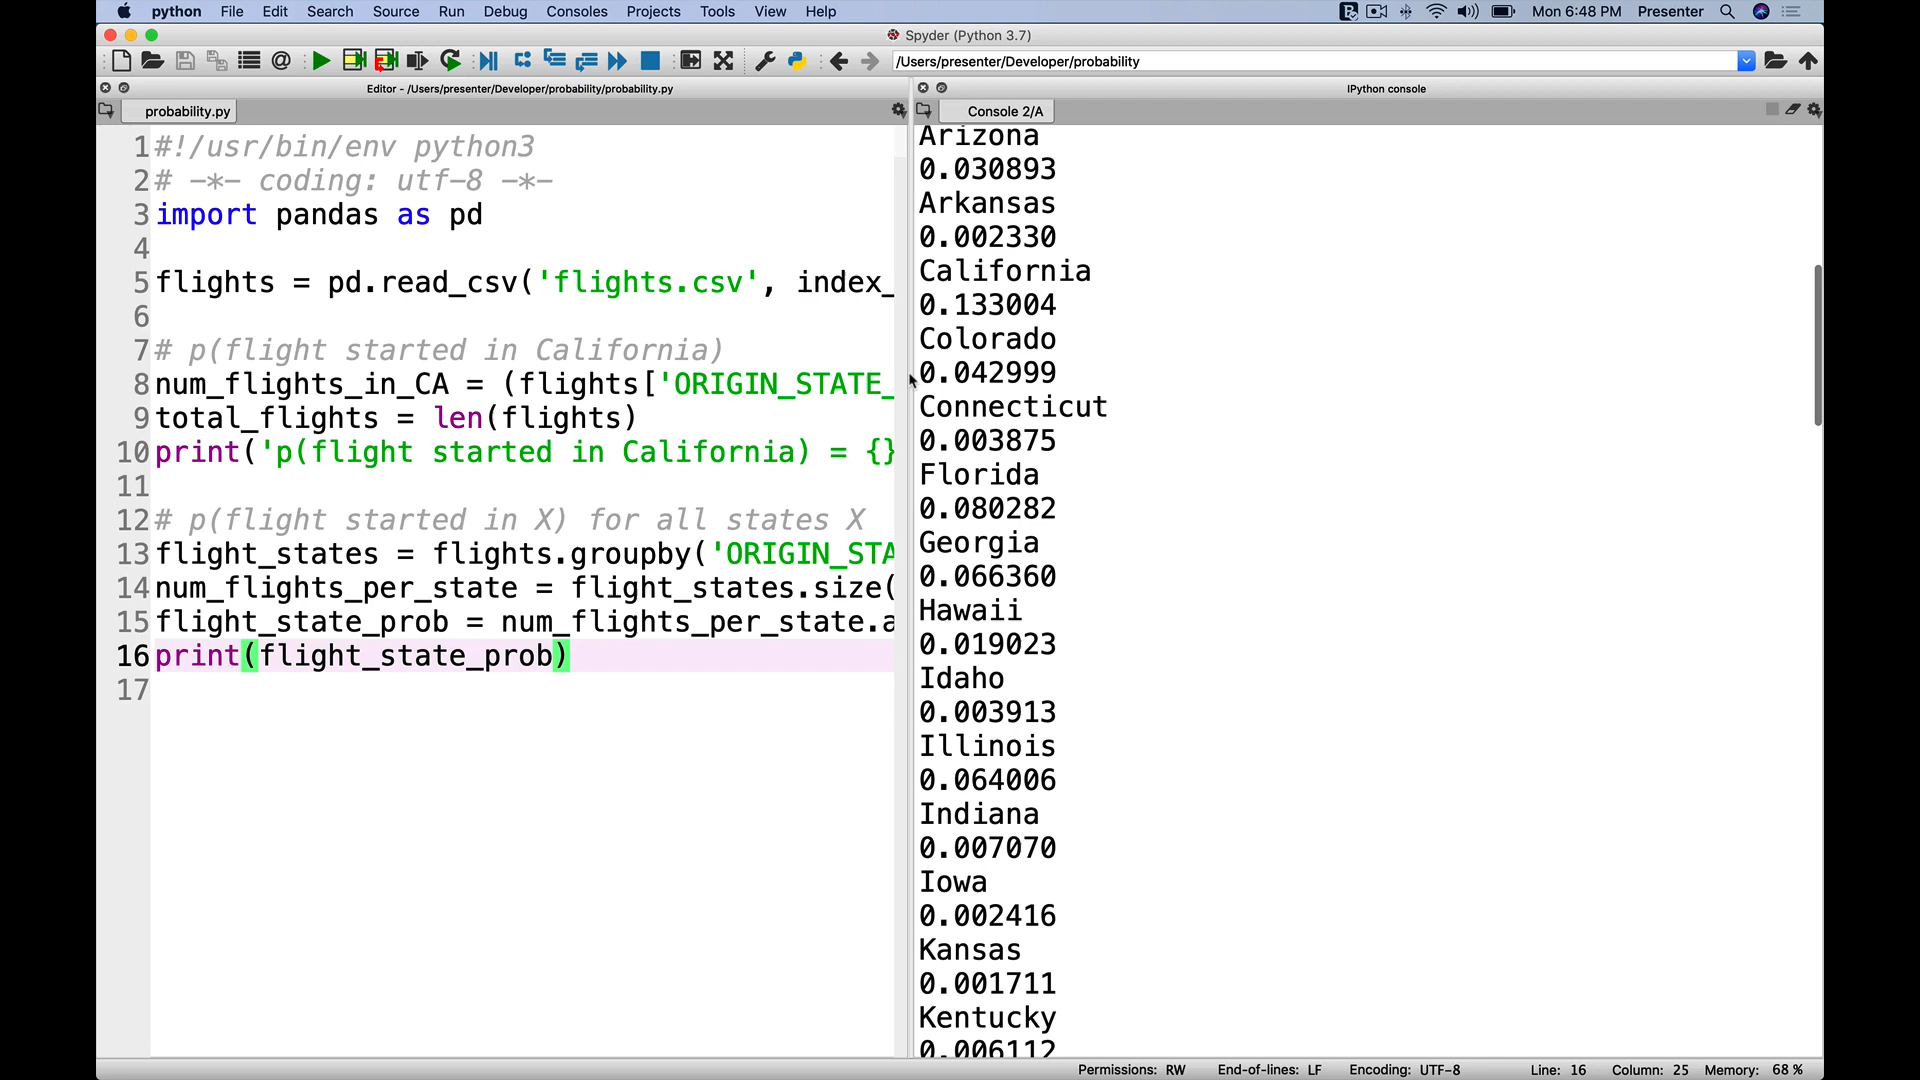 python File Edit Search Source Run Debug Consoles Projects Tools View Help Mon 6:48 PM Presenter
Spyder (Python 3.7)
/Users/presenter/Developer/probability
Editor - /Users/presenter/Developer/probability/probability.py
probability.py
1 #!/usr/bin/env python3
2 # -*- coding: utf-8 -*-
3 import pandas as pd
4
5 flights = pd.read_csv('flights.csv', index_
6
7 # p(flight started in California)
8 num_flights_in_CA = (flights['ORIGIN_STATE_
9 total_flights = len(flights)
10 print('p(flight started in California) = {}
11
12 # p(flight started in X) for all states X
13 flight_states = flights.groupby('ORIGIN_STA
14 num_flights_per_state = flight_states.size(
15 flight_state_prob = num_flights_per_state.a
16 print(flight_state_prob)
17
IPython console
Console 2/A
Arizona
0.030893
Arkansas
0.002330
California
0.133004
Colorado
0.042999
Connecticut
0.003875
Florida
0.080282
Georgia
0.066360
Hawaii
0.019023
Idaho
0.003913
Illinois
0.064006
Indiana
0.007070
Iowa
0.002416
Kansas
0.001711
Kentucky
0.006112
Permissions: RW End-of-lines: LF Encoding: UTF-8 Line: 16 Column: 25 Memory: 68 %